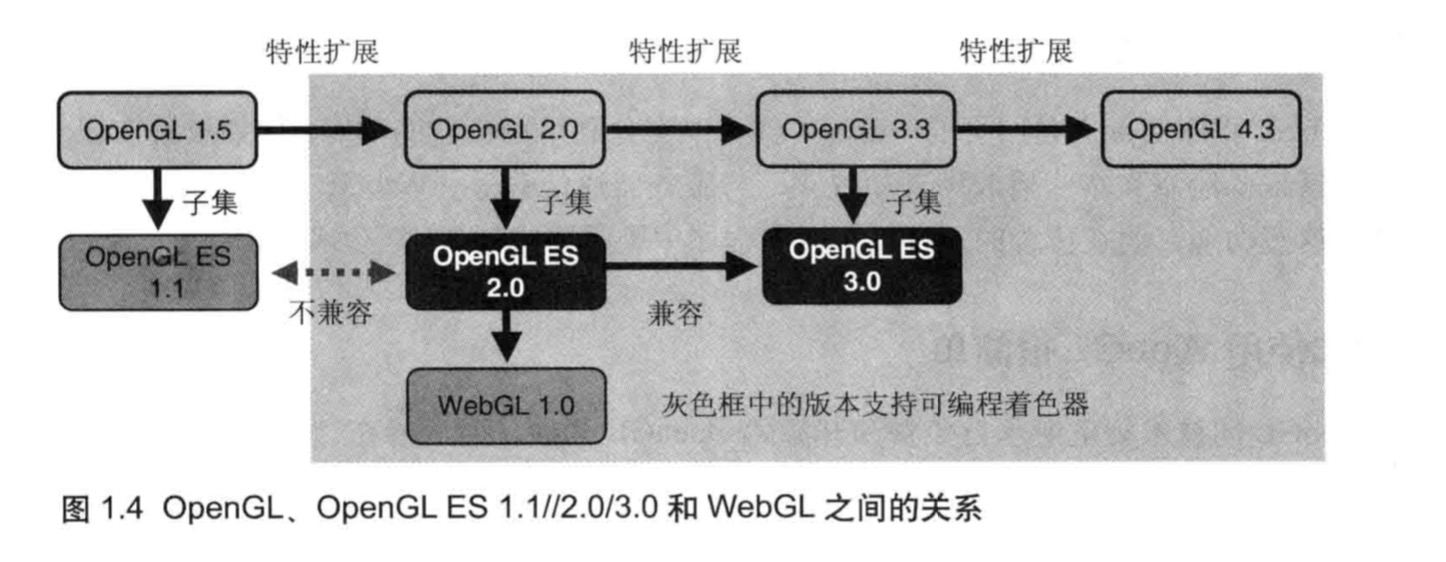 特性扩展 特性扩展 特性扩展
OpenGL 1.5 OpenGL 2.0 OpenGL 3.3 OpenGL 4.3
子集 子集 子集
OpenGL ES
1.1
OpenGL ES
2.0
OpenGL ES
3.0
不兼容 兼容
WebGL 1.0 灰色框中的版本支持可编程着色器
图 1.4 OpenGL、OpenGL ES 1.1//2.0/3.0 和 WebGL 之间的关系